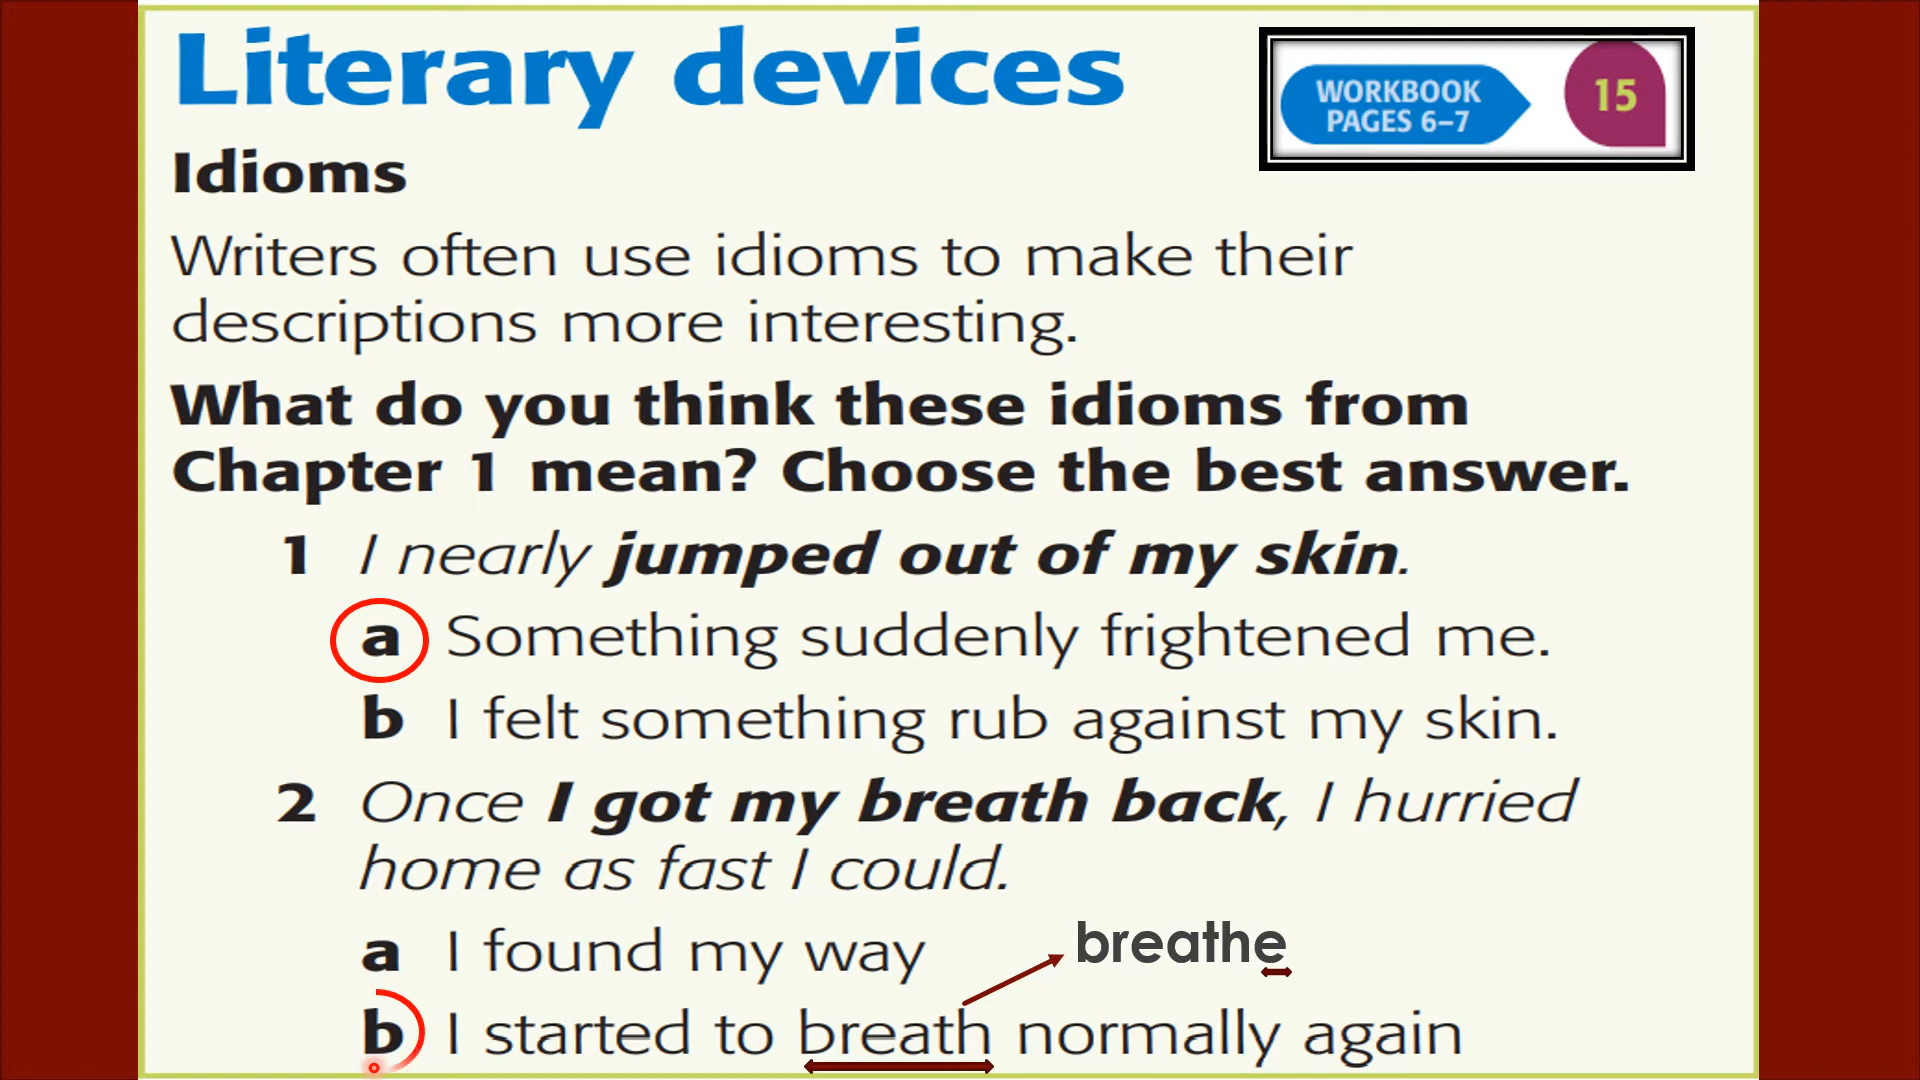 Literary devices
WORKBOOK
PAGES 6–7
15
Idioms
Writers often use idioms to make their
descriptions more interesting.
What do you think these idioms from
Chapter 1 mean? Choose the best answer.
1 I nearly jumped out of my skin.
a Something suddenly frightened me.
b I felt something rub against my skin.
2 Once I got my breath back, I hurried
home as fast I could.
a I found my way
breathe
b I started to breath normally again